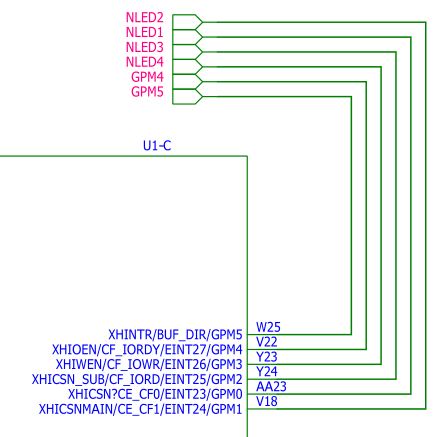 NLED2
NLED1
NLED3
NLED4
GPM4
GPM5
U1-C
XHINTR/BUF_DIR/GPM5 W25
XHIOEN/CF_IORDY/EINT27/GPM4 V22
XHIWEN/CF_IOWR/EINT26/GPM3 Y23
XHICSN_SUB/CF_IORD/EINT25/GPM2 Y24
XHICSN?CE_CF0/EINT23/GPM0 AA23
XHICSNMAIN/CE_CF1/EINT24/GPM1 V18